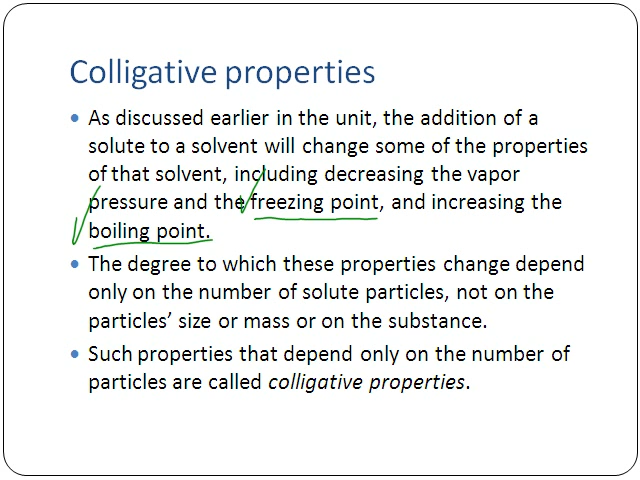 Colligative properties
• As discussed earlier in the unit, the addition of a
solute to a solvent will change some of the properties
of that solvent, including decreasing the vapor
pressure and the freezing point, and increasing the
boiling point.
• The degree to which these properties change depend
only on the number of solute particles, not on the
particles’ size or mass or on the substance.
• Such properties that depend only on the number of
particles are called colligative properties.